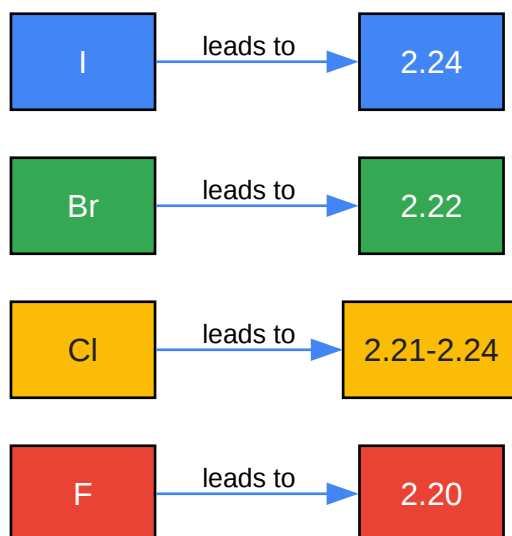 I leads to 2.24
Br leads to 2.22
Cl leads to 2.21-2.24
F leads to 2.20